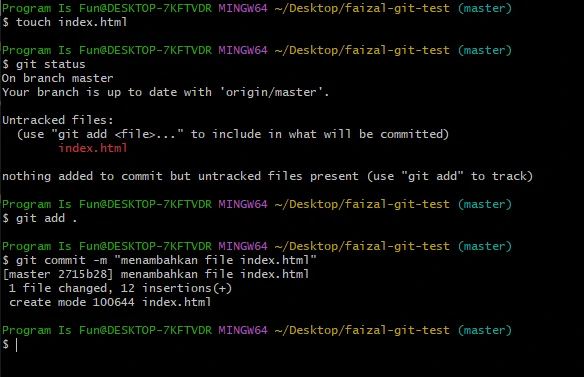 Program Is Fun@DESKTOP-7KFTVDR MINGW64 ~/Desktop/faizal-git-test (master)
$ touch index.html
Program Is Fun@DESKTOP-7KFTVDR MINGW64 ~/Desktop/faizal-git-test (master)
$ git status
On branch master
Your branch is up to date with 'origin/master'.
Untracked files:
  (use "git add <file>..." to include in what will be committed)
        index.html
nothing added to commit but untracked files present (use "git add" to track)
Program Is Fun@DESKTOP-7KFTVDR MINGW64 ~/Desktop/faizal-git-test (master)
$ git add .
Program Is Fun@DESKTOP-7KFTVDR MINGW64 ~/Desktop/faizal-git-test (master)
$ git commit -m "menambahkan file index.html"
[master 2715b28] menambahkan file index.html
 1 file changed, 12 insertions(+)
 create mode 100644 index.html
Program Is Fun@DESKTOP-7KFTVDR MINGW64 ~/Desktop/faizal-git-test (master)
$